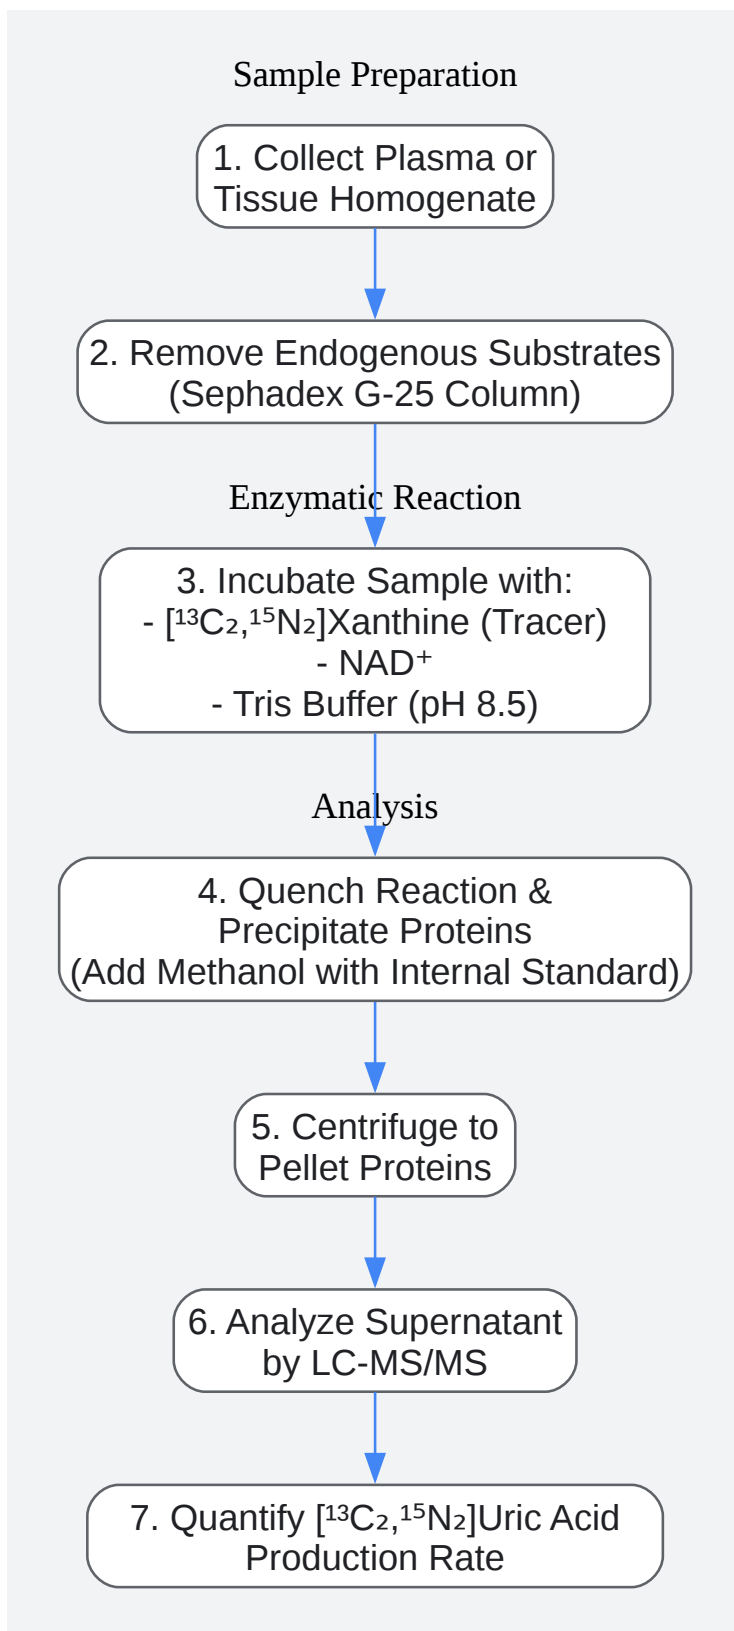 Sample Preparation
1. Collect Plasma or
Tissue Homogenate
2. Remove Endogenous Substrates
(Sephadex G-25 Column)
Enzymatic Reaction
3. Incubate Sample with:
- [¹³C₂,¹⁵N₂]Xanthine (Tracer)
- NAD⁺
- Tris Buffer (pH 8.5)
Analysis
4. Quench Reaction &
Precipitate Proteins
(Add Methanol with Internal Standard)
5. Centrifuge to
Pellet Proteins
6. Analyze Supernatant
by LC-MS/MS
7. Quantify [¹³C₂,¹⁵N₂]Uric Acid
Production Rate